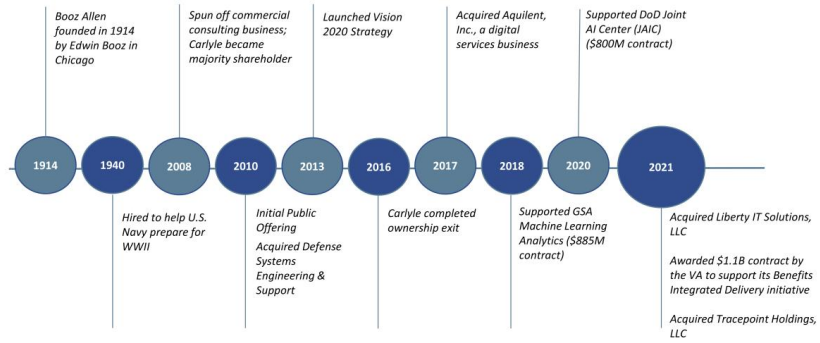 Booz Allen
founded in 1914
by Edwin Booz in
Chicago
Spun off commercial
consulting business;
Carlyle became
majority shareholder
Launched Vision
2020 Strategy
Acquired Aquilent,
Inc., a digital
services business
Supported DoD Joint
AI Center (JAIC)
($800M contract)
1914
1940
2008
2010
2013
2016
2017
2018
2020
2021
Hired to help U.S.
Navy prepare for
WWII
Initial Public
Offering
Acquired Defense
Systems
Engineering &
Support
Carlyle completed
ownership exit
Supported GSA
Machine Learning
Analytics ($885M
contract)
Acquired Liberty IT Solutions,
LLC
Awarded $1.1B contract by
the VA to support its Benefits
Integrated Delivery initiative
Acquired Tracepoint Holdings,
LLC